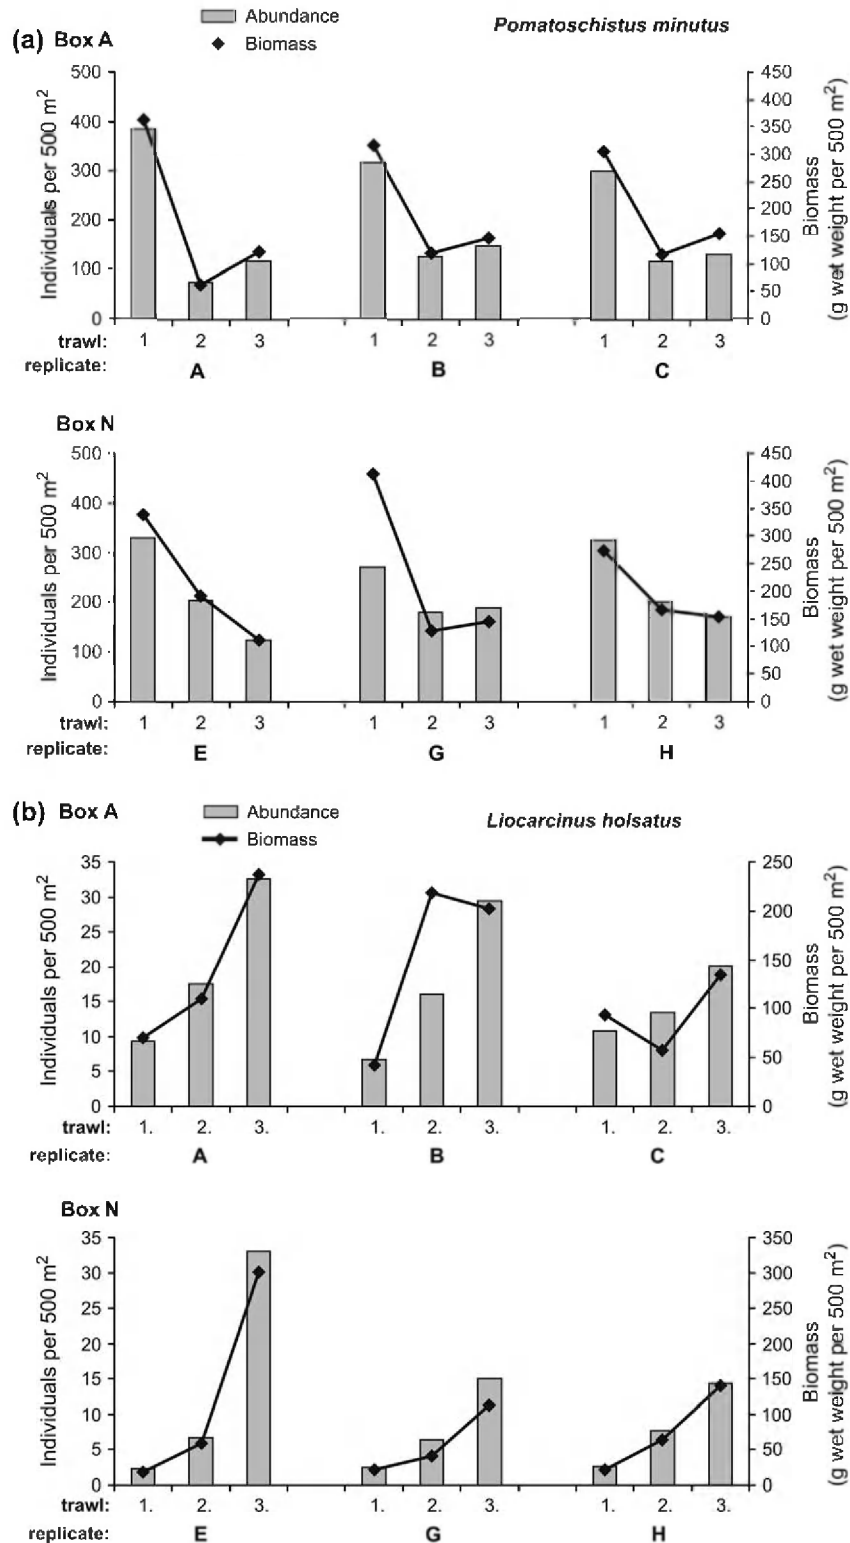 Abundance
(a) Box A Biomass Pomatoschistus minutus
Individuals per 500 m²
500
400
300
200
100
0
450
400
350
300
250
200
150
100
50
0
Biomass
(g wet weight per 500 m²)
trawl: 1 2 3 1 2 3 1 2 3
replicate: A B C
Box N
Individuals per 500 m²
500
400
300
200
100
0
450
400
350
300
250
200
150
100
50
0
Biomass
(g wet weight per 500 m²)
trawl: 1 2 3 1 2 3 1 2 3
replicate: E G H
(b) Box A Abundance Liocarcinus holsatus
Biomass
Individuals per 500 m²
35
30
25
20
15
10
5
0
250
200
150
100
50
0
Biomass
(g wet weight per 500 m²)
trawl: 1. 2. 3. 1. 2. 3. 1. 2. 3.
replicate: A B C
Box N
Individuals per 500 m²
35
30
25
20
15
10
5
0
350
300
250
200
150
100
50
0
Biomass
(g wet weight per 500 m²)
trawl: 1. 2. 3. 1. 2. 3. 1. 2. 3.
replicate: E G H